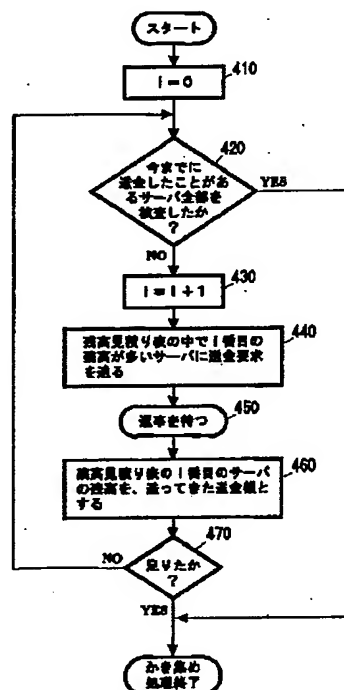 スタート
i=0
410
今までに
送金したことがあ
るサーバ全部を
検査したか
?
420
YES
NO
i=i+1
430
残高見積り表の中でi番目の
残高が多いサーバに送金要求
を送る
440
返事を待つ
450
残高見積り表のi番目のサーバ
の残高を、送ってきた送金額と
する
460
足りたか
?
470
NO
YES
かき集め
処理終了